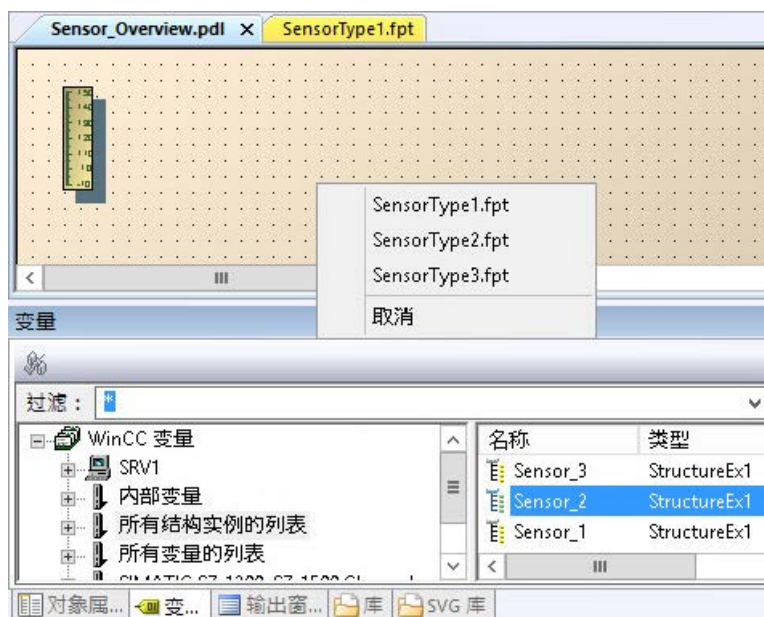 Sensor_Overview.pdl
SensorType1.fpt
SensorType1.fpt
SensorType2.fpt
SensorType3.fpt
取消
变量
过滤：
*
WinCC 变量
SRV1
内部变量
所有结构实例的列表
所有变量的列表
名称 类型
Sensor_3 StructureEx1
Sensor_2 StructureEx1
Sensor_1 StructureEx1
对象属... 变... 输出窗... 库 SVG 库